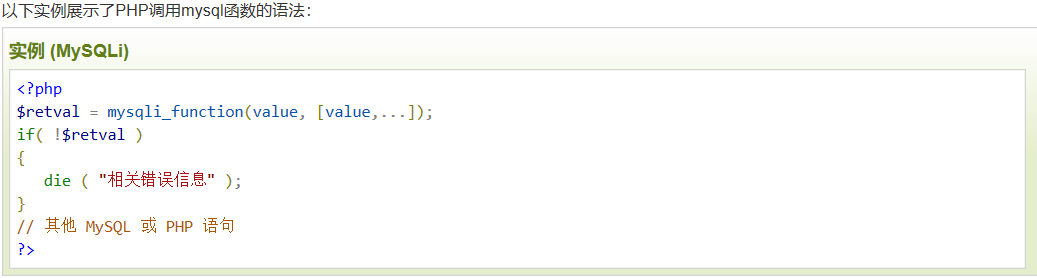 以下实例展示了PHP调用mysql函数的语法：
实例 (MySQLi)
<?php
$retval = mysqli_function(value, [value,...]);
if( !$retval )
{
   die ( "相关错误信息" );
}
// 其他 MySQL 或 PHP 语句
?>